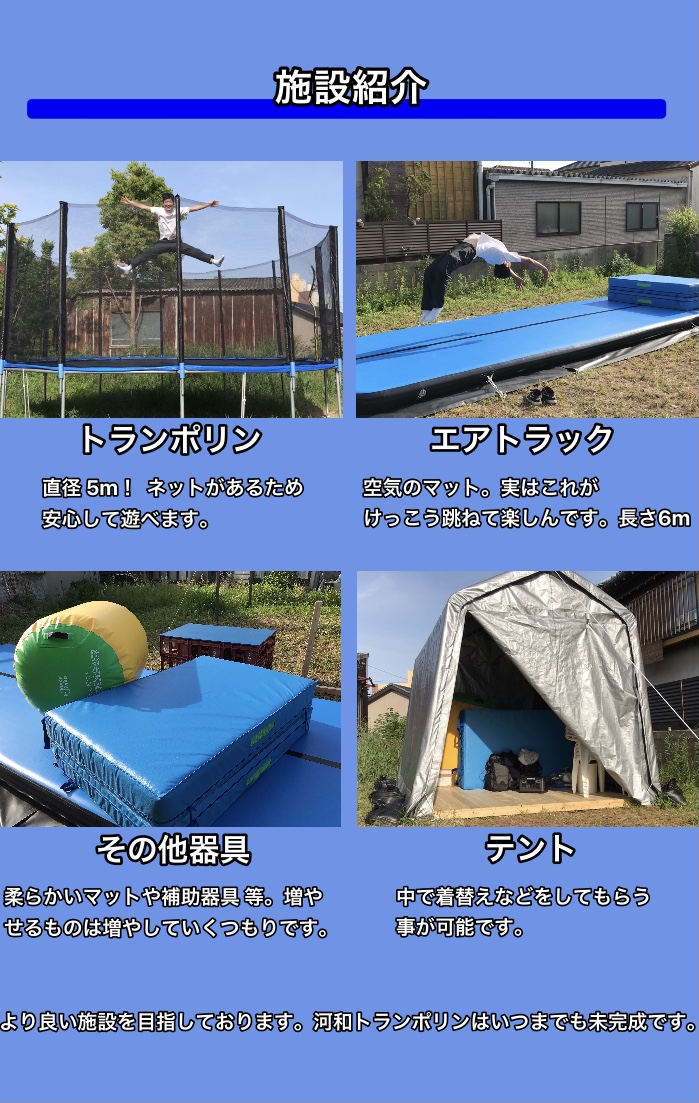 施設紹介
トランポリン
直径 5m！ ネットがあるため
安心して遊べます。
エアトラック
空気のマット。実はこれが
けっこう跳ねて楽しんです。長さ6m
その他器具
柔らかいマットや補助器具 等。増や
せるものは増やしていくつもりです。
テント
中で着替えなどをしてもらう
事が可能です。
より良い施設を目指しております。河和トランポリンはいつまでも未完成です。